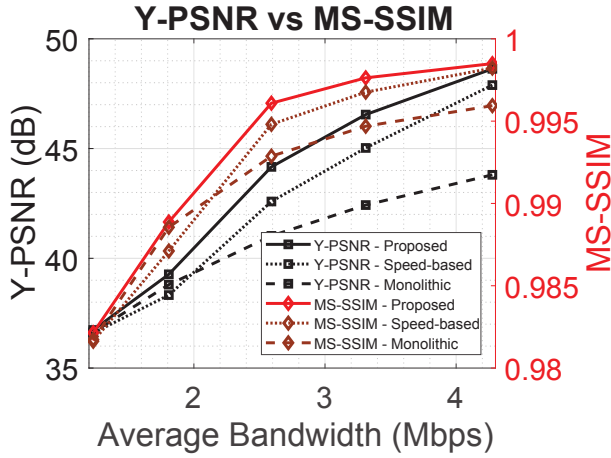 Y-PSNR vs MS-SSIM
50
45
40
35
Y-PSNR (dB)
1
0.995
0.99
0.985
0.98
MS-SSIM
Y-PSNR - Proposed
Y-PSNR - Speed-based
Y-PSNR - Monolithic
MS-SSIM - Proposed
MS-SSIM - Speed-based
MS-SSIM - Monolithic
2 3 4
Average Bandwidth (Mbps)